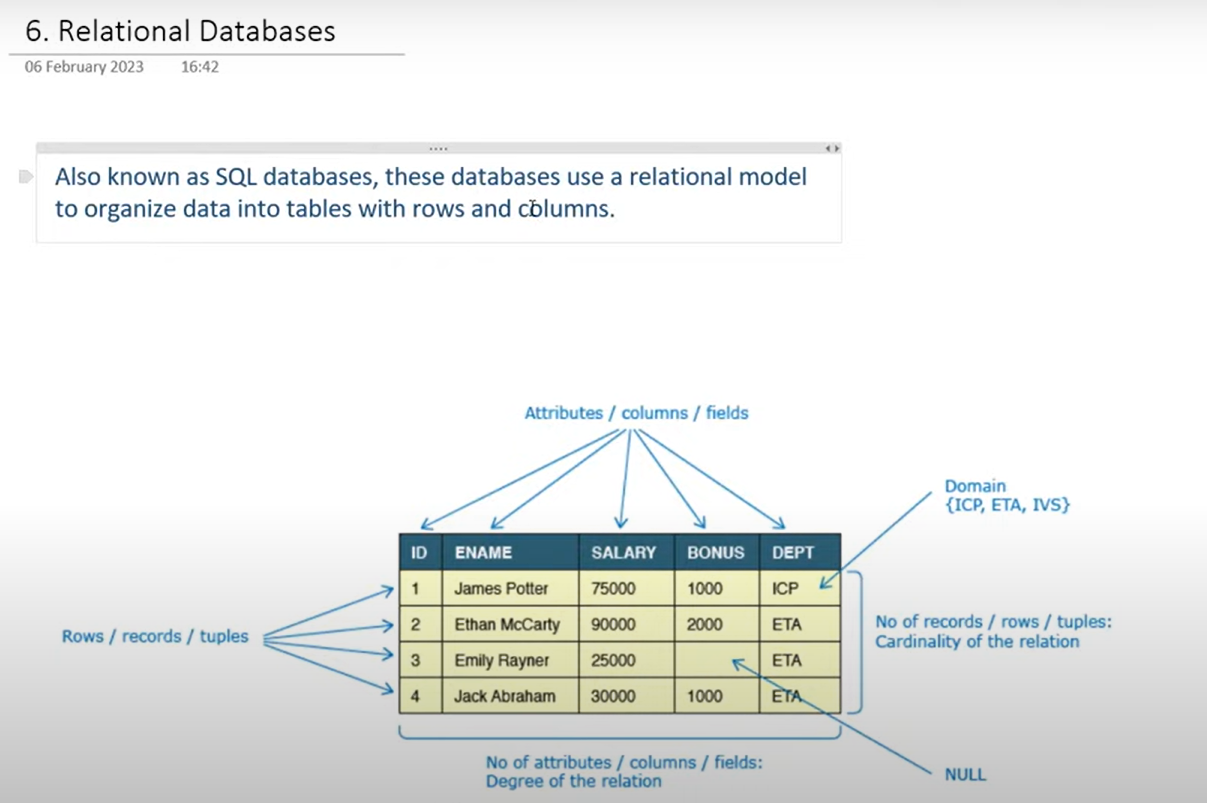 6. Relational Databases
06 February 2023 16:42
Also known as SQL databases, these databases use a relational model
to organize data into tables with rows and columns.
Attributes / columns / fields
Domain
{ICP, ETA, IVS}
ID ENAME SALARY BONUS DEPT
1 James Potter 75000 1000 ICP
2 Ethan McCarty 90000 2000 ETA
3 Emily Rayner 25000 ETA
4 Jack Abraham 30000 1000 ETA
Rows / records / tuples
No of records / rows / tuples:
Cardinality of the relation
No of attributes / columns / fields:
Degree of the relation
NULL